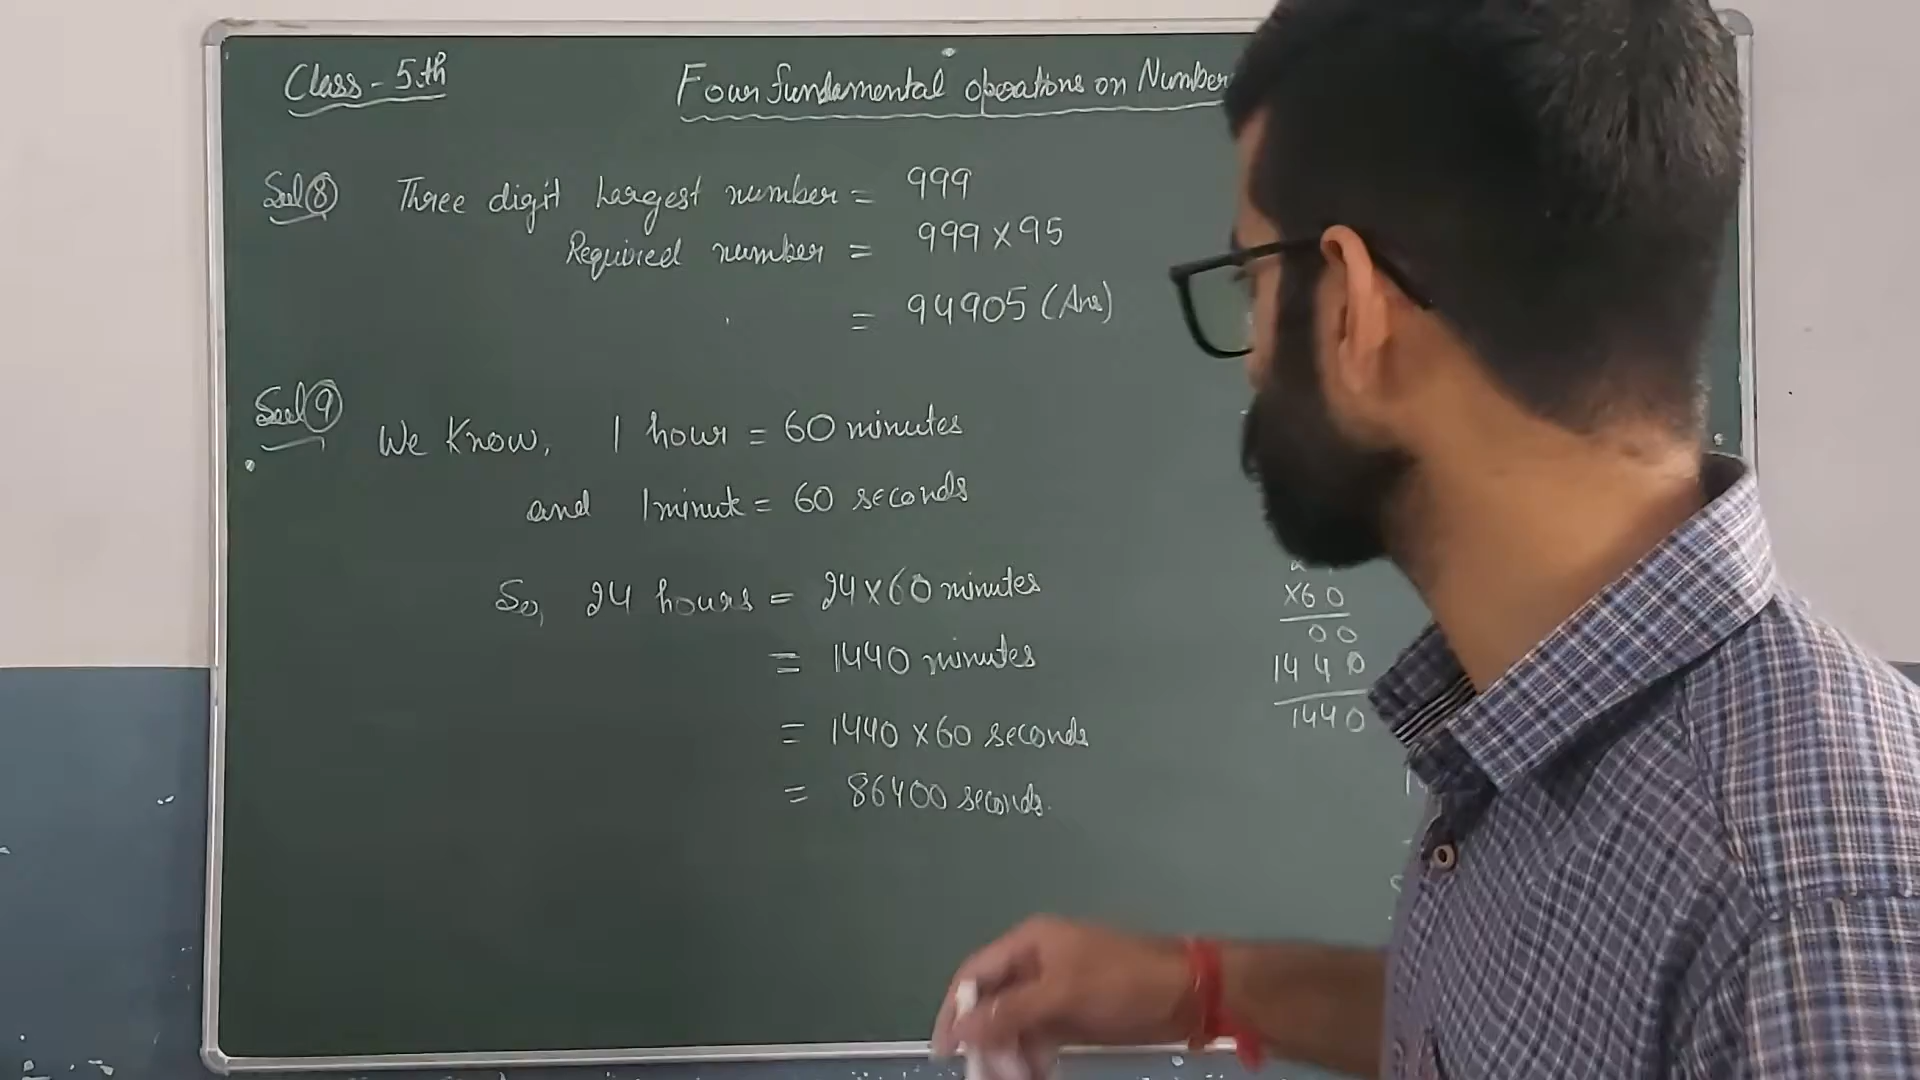 Class - 5th
Four fundamental operations on Number
Sol 8 Three digit largest number = 999
Required number = 999 × 95
= 94905 (Ans)
Sol 9 We Know, 1 hour = 60 minutes
and 1 minute = 60 seconds
So, 24 hours = 24 × 60 minutes
= 1440 minutes
= 1440 × 60 seconds
= 86400 seconds.
×60
00
1440
1440